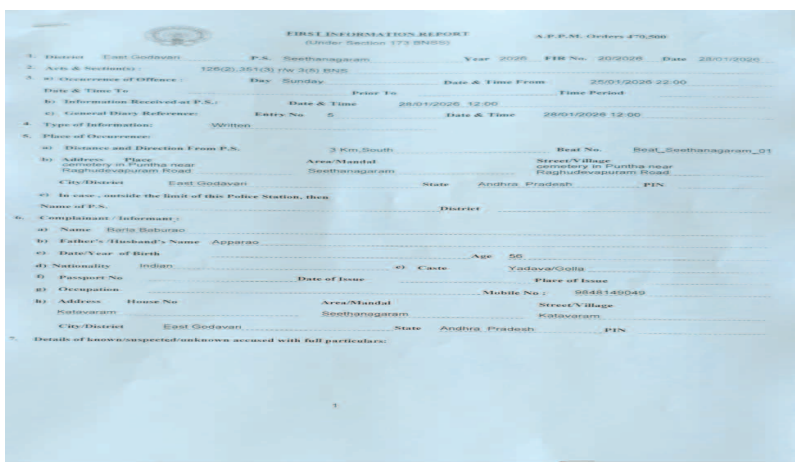 FIRST INFORMATION REPORT A.P.P.M. Orders 470,500
(Under Section 173 BNSS)
1. District East Godavari P.S. Seethanagaram Year 2026 FIR No. 20/2026 Date 28/01/2026
2. Acts & Section(s) : 126(2),351(3) r/w 3(5) BNS
3. a) Occurrence of Offence : Day Sunday Date & Time From 25/01/2026 22:00
Date & Time To Prior To Time Period
b) Information Received at P.S.: Date & Time 28/01/2026 12:00
c) General Diary Reference: Entry No. 5 Date & Time 28/01/2026 12:00
4. Type of Information: Written
5. Place of Occurrence:
a) Distance and Direction From P.S. 3 Km,South Beat No. Beat_Seethanagaram_01
b) Address Place Area/Mandal Street/Village
cemetery in Puntha near Raghudevapuram Road Seethanagaram cemetery in Puntha near Raghudevapuram Road
City/District East Godavari State Andhra Pradesh PIN
c) In case , outside the limit of this Police Station, then
Name of P.S. District
6. Complainant / Informant :
a) Name Barla Baburao
b) Father's /Husband's Name Apparao
c) Date/Year of Birth Age 56
d) Nationality Indian e) Caste Yadava/Golla
f) Passport No Date of Issue Place of Issue
g) Occupation Mobile No : 9848149049
h) Address House No Area/Mandal Street/Village
Katavaram Seethanagaram Katavaram
City/District East Godavari State Andhra Pradesh PIN
7. Details of known/suspected/unknown accused with full particulars:
1